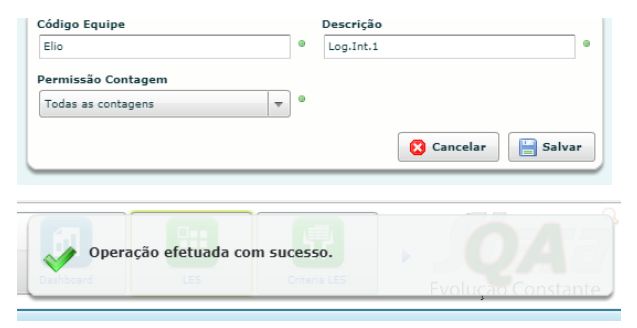 Código Equipe Descrição
Elio Log.Int.1
Permissão Contagem
Todas as contagens
Cancelar Salvar
Operação efetuada com sucesso.
Dashboard LES Criteria LES
QA
Evolução Constante